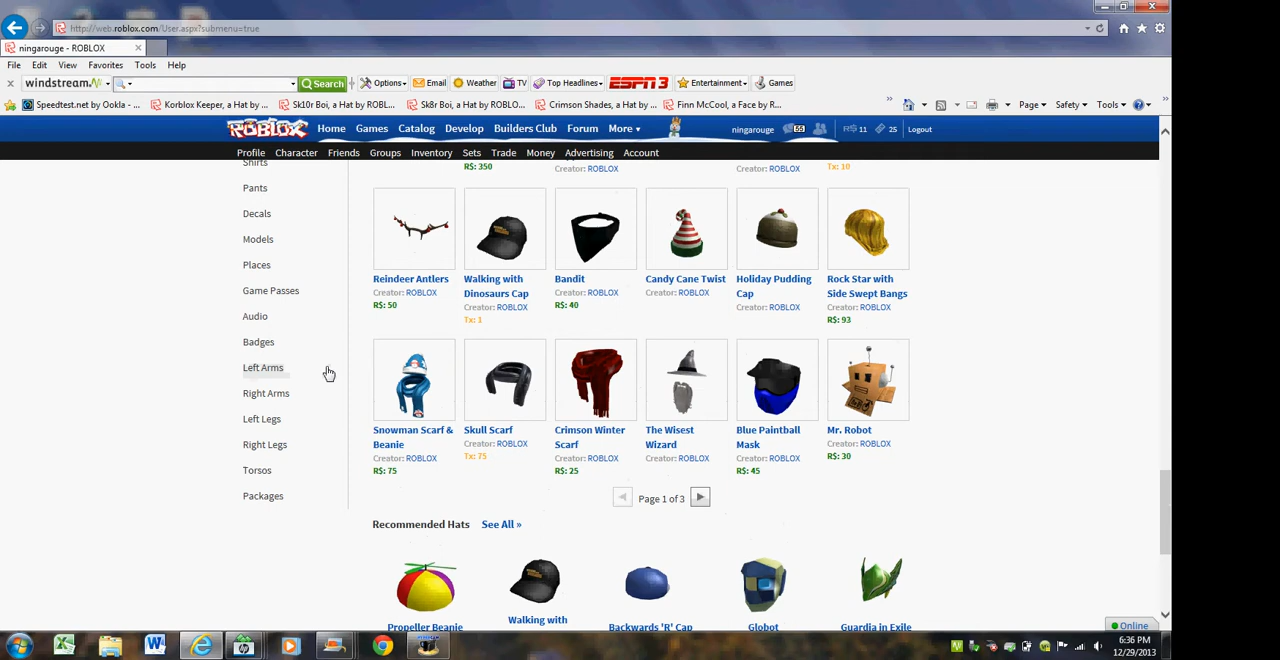 http://web.roblox.com/User.aspx?submenu=true
ningarouge - ROBLOX
File Edit View Favorites Tools Help
windstream. Search Options Email Weather TV Top Headlines ESPN3 Entertainment Games
Speedtest.net by Ookla - ... Korblox Keeper, a Hat by ... Sk10r Boi, a Hat by ROBL... Sk8r Boi, a Hat by ROBLO... Crimson Shades, a Hat by ... Finn McCool, a Face by R... Page Safety Tools
ROBLOX Home Games Catalog Develop Builders Club Forum More ningarouge 55 R$ 11 25 Logout
Profile Character Friends Groups Inventory Sets Trade Money Advertising Account
Shirts
Pants
Decals
Models
Places
Game Passes
Audio
Badges
Left Arms
Right Arms
Left Legs
Right Legs
Torsos
Packages
R$: 350 Creator: ROBLOX Creator: ROBLOX Tx: 10
Reindeer Antlers
Creator: ROBLOX
R$: 50
Walking with
Dinosaurs Cap
Creator: ROBLOX
Tx: 1
Bandit
Creator: ROBLOX
R$: 40
Candy Cane Twist
Creator: ROBLOX
Holiday Pudding
Cap
Creator: ROBLOX
Rock Star with
Side Swept Bangs
Creator: ROBLOX
R$: 93
Snowman Scarf &
Beanie
Creator: ROBLOX
R$: 75
Skull Scarf
Creator: ROBLOX
Tx: 75
Crimson Winter
Scarf
Creator: ROBLOX
R$: 25
The Wisest
Wizard
Creator: ROBLOX
Blue Paintball
Mask
Creator: ROBLOX
R$: 45
Mr. Robot
Creator: ROBLOX
R$: 30
Page 1 of 3
Recommended Hats See All »
Propeller Beanie
Walking with
Backwards 'R' Cap
Globot
Guardia in Exile
Online
6:36 PM
12/29/2013